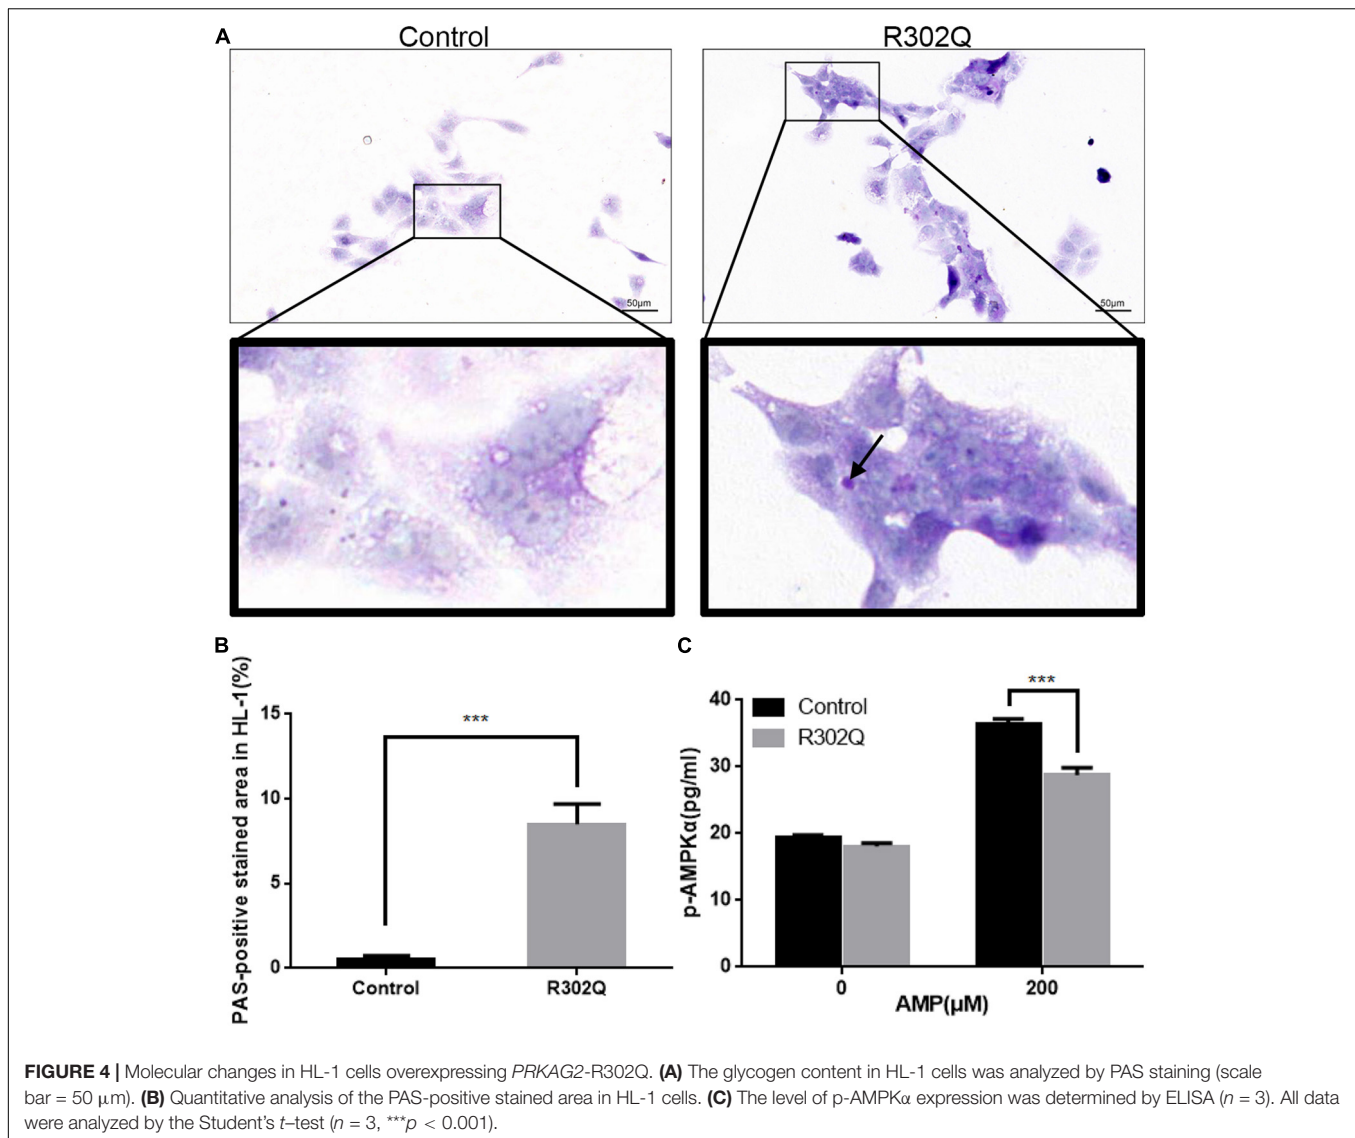 A
Control
R302Q
50µm
50µm
B
PAS-positive stained area in HL-1(%)
15
10
5
0
***
Control
R302Q
C
p-AMPKα(pg/ml)
40
30
20
10
0
Control
R302Q
***
0
200
AMP(µM)
FIGURE 4 | Molecular changes in HL-1 cells overexpressing PRKAG2-R302Q. (A) The glycogen content in HL-1 cells was analyzed by PAS staining (scale
bar = 50 µm). (B) Quantitative analysis of the PAS-positive stained area in HL-1 cells. (C) The level of p-AMPKα expression was determined by ELISA (n = 3). All data
were analyzed by the Student's t–test (n = 3, ***p < 0.001).